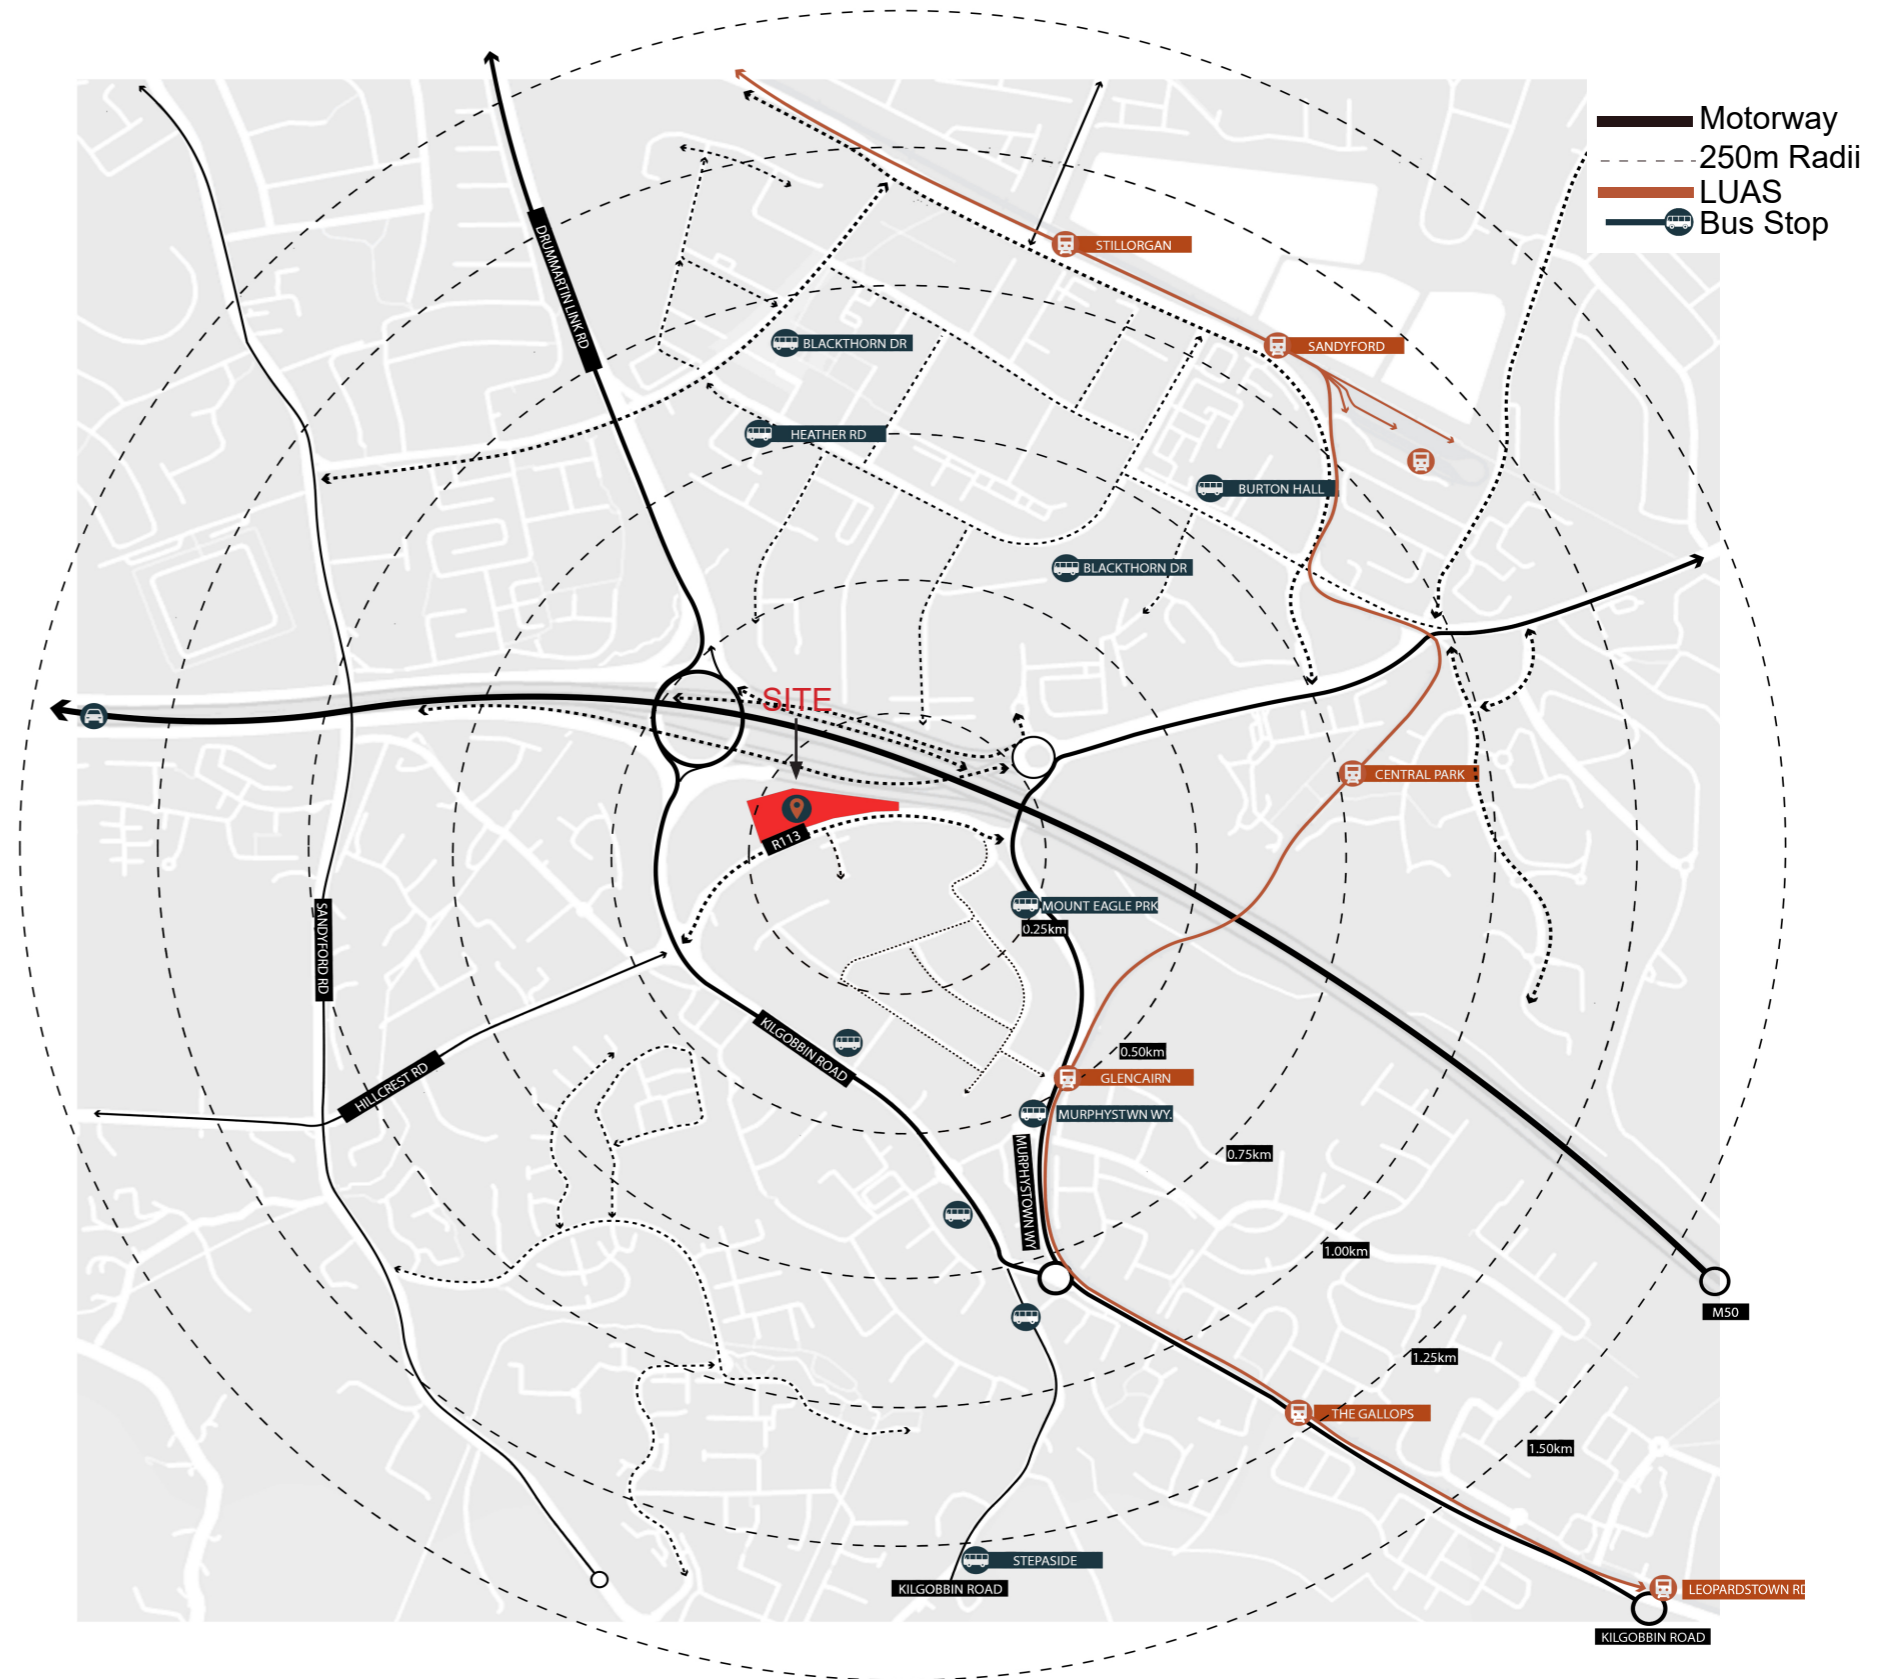 Motorway
250m Radii
LUAS
Bus Stop
DRUMMARTIN LINK RD
STILLORGAN
BLACKTHORN DR
SANDYFORD
HEATHER RD
BURTON HALL
BLACKTHORN DR
SITE
CENTRAL PARK
R113
MOUNT EAGLE PRK
0.25km
SANDYFORD RD
KILGOBBIN ROAD
0.50km
HILLCREST RD
GLENCAIRN
MURPHYSTWN WY.
MURPHYSTOWN WY
0.75km
1.00km
M50
1.25km
THE GALLOPS
1.50km
STEPASIDE
KILGOBBIN ROAD
LEOPARDSTOWN RD
KILGOBBIN ROAD